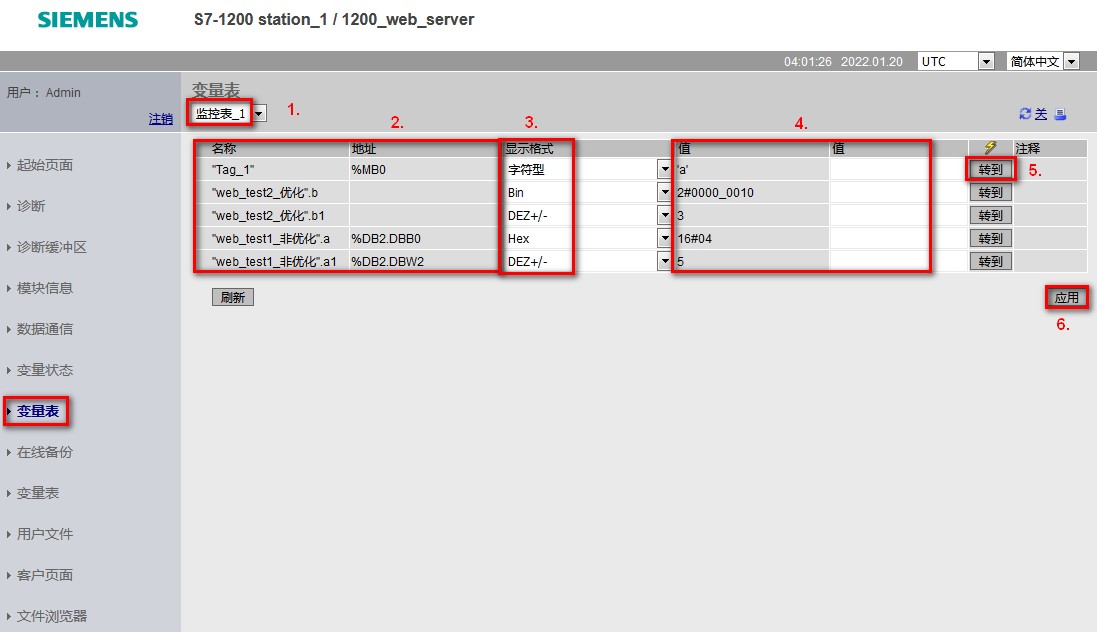 SIEMENS S7-1200 station_1 / 1200_web_server
04:01:26 2022.01.20 UTC 简体中文
用户： Admin
注销
变量表
监控表_1 1.
关
2. 3. 4.
名称 地址 显示格式 值 值 注释
"Tag_1" %MB0 字符型 'a' 转到 5.
"web_test2_优化".b Bin 2#0000_0010 转到
"web_test2_优化".b1 DEZ+/- 3 转到
"web_test1_非优化".a %DB2.DBB0 Hex 16#04 转到
"web_test1_非优化".a1 %DB2.DBW2 DEZ+/- 5 转到
刷新 应用
6.
起始页面
诊断
诊断缓冲区
模块信息
数据通信
变量状态
变量表
在线备份
变量表
用户文件
客户页面
文件浏览器